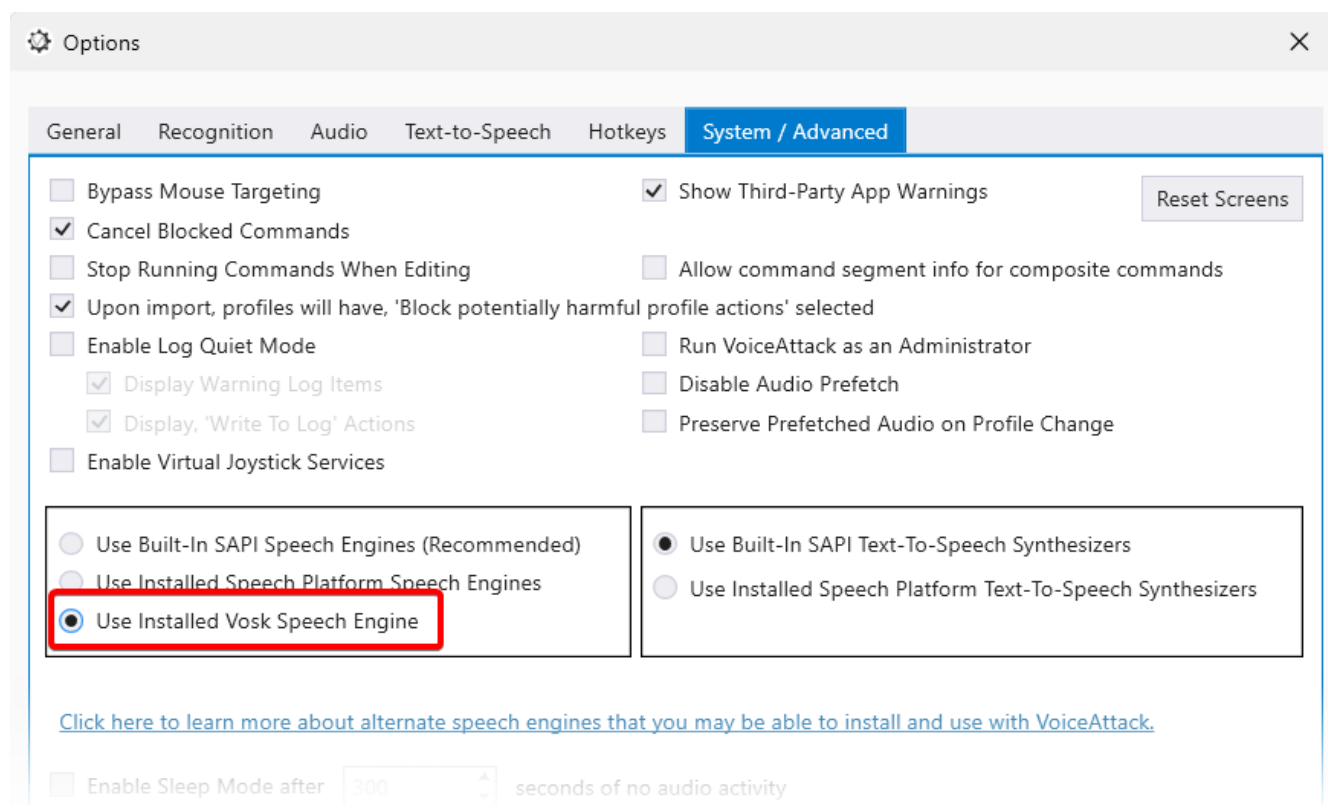 Options
General Recognition Audio Text-to-Speech Hotkeys System / Advanced
Bypass Mouse Targeting Show Third-Party App Warnings Reset Screens
Cancel Blocked Commands
Stop Running Commands When Editing Allow command segment info for composite commands
Upon import, profiles will have, 'Block potentially harmful profile actions' selected
Enable Log Quiet Mode Run VoiceAttack as an Administrator
Display Warning Log Items Disable Audio Prefetch
Display, 'Write To Log' Actions Preserve Prefetched Audio on Profile Change
Enable Virtual Joystick Services
Use Built-In SAPI Speech Engines (Recommended) Use Built-In SAPI Text-To-Speech Synthesizers
Use Installed Speech Platform Speech Engines Use Installed Speech Platform Text-To-Speech Synthesizers
Use Installed Vosk Speech Engine
Click here to learn more about alternate speech engines that you may be able to install and use with VoiceAttack.
Enable Sleep Mode after 300 seconds of no audio activity